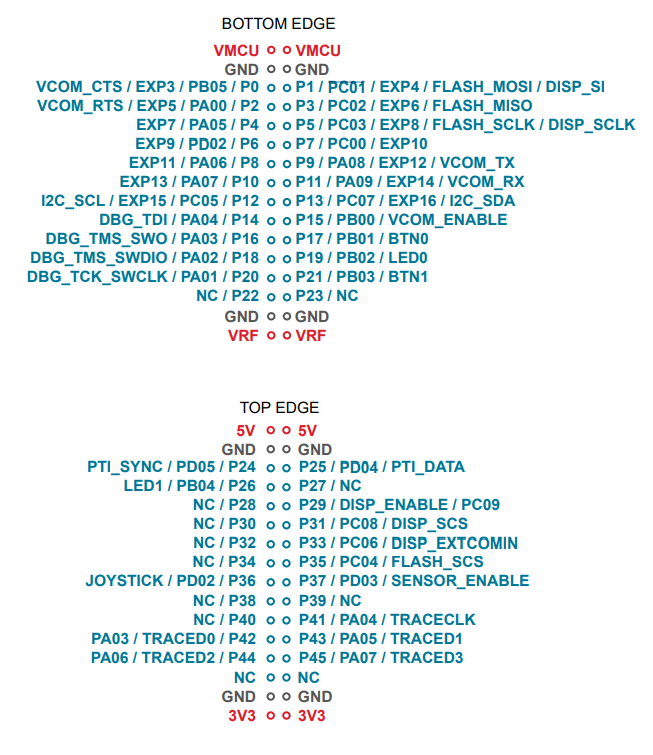 BOTTOM EDGE
VMCU VMCU
GND GND
VCOM_CTS / EXP3 / PB05 / P0 P1 / PC01 / EXP4 / FLASH_MOSI / DISP_SI
VCOM_RTS / EXP5 / PA00 / P2 P3 / PC02 / EXP6 / FLASH_MISO
EXP7 / PA05 / P4 P5 / PC03 / EXP8 / FLASH_SCLK / DISP_SCLK
EXP9 / PD02 / P6 P7 / PC00 / EXP10
EXP11 / PA06 / P8 P9 / PA08 / EXP12 / VCOM_TX
EXP13 / PA07 / P10 P11 / PA09 / EXP14 / VCOM_RX
I2C_SCL / EXP15 / PC05 / P12 P13 / PC07 / EXP16 / I2C_SDA
DBG_TDI / PA04 / P14 P15 / PB00 / VCOM_ENABLE
DBG_TMS_SWO / PA03 / P16 P17 / PB01 / BTN0
DBG_TMS_SWDIO / PA02 / P18 P19 / PB02 / LED0
DBG_TCK_SWCLK / PA01 / P20 P21 / PB03 / BTN1
NC / P22 P23 / NC
GND GND
VRF VRF
TOP EDGE
5V 5V
GND GND
PTI_SYNC / PD05 / P24 P25 / PD04 / PTI_DATA
LED1 / PB04 / P26 P27 / NC
NC / P28 P29 / DISP_ENABLE / PC09
NC / P30 P31 / PC08 / DISP_SCS
NC / P32 P33 / PC06 / DISP_EXTCOMIN
NC / P34 P35 / PC04 / FLASH_SCS
JOYSTICK / PD02 / P36 P37 / PD03 / SENSOR_ENABLE
NC / P38 P39 / NC
NC / P40 P41 / PA04 / TRACECLK
PA03 / TRACED0 / P42 P43 / PA05 / TRACED1
PA06 / TRACED2 / P44 P45 / PA07 / TRACED3
NC NC
GND GND
3V3 3V3